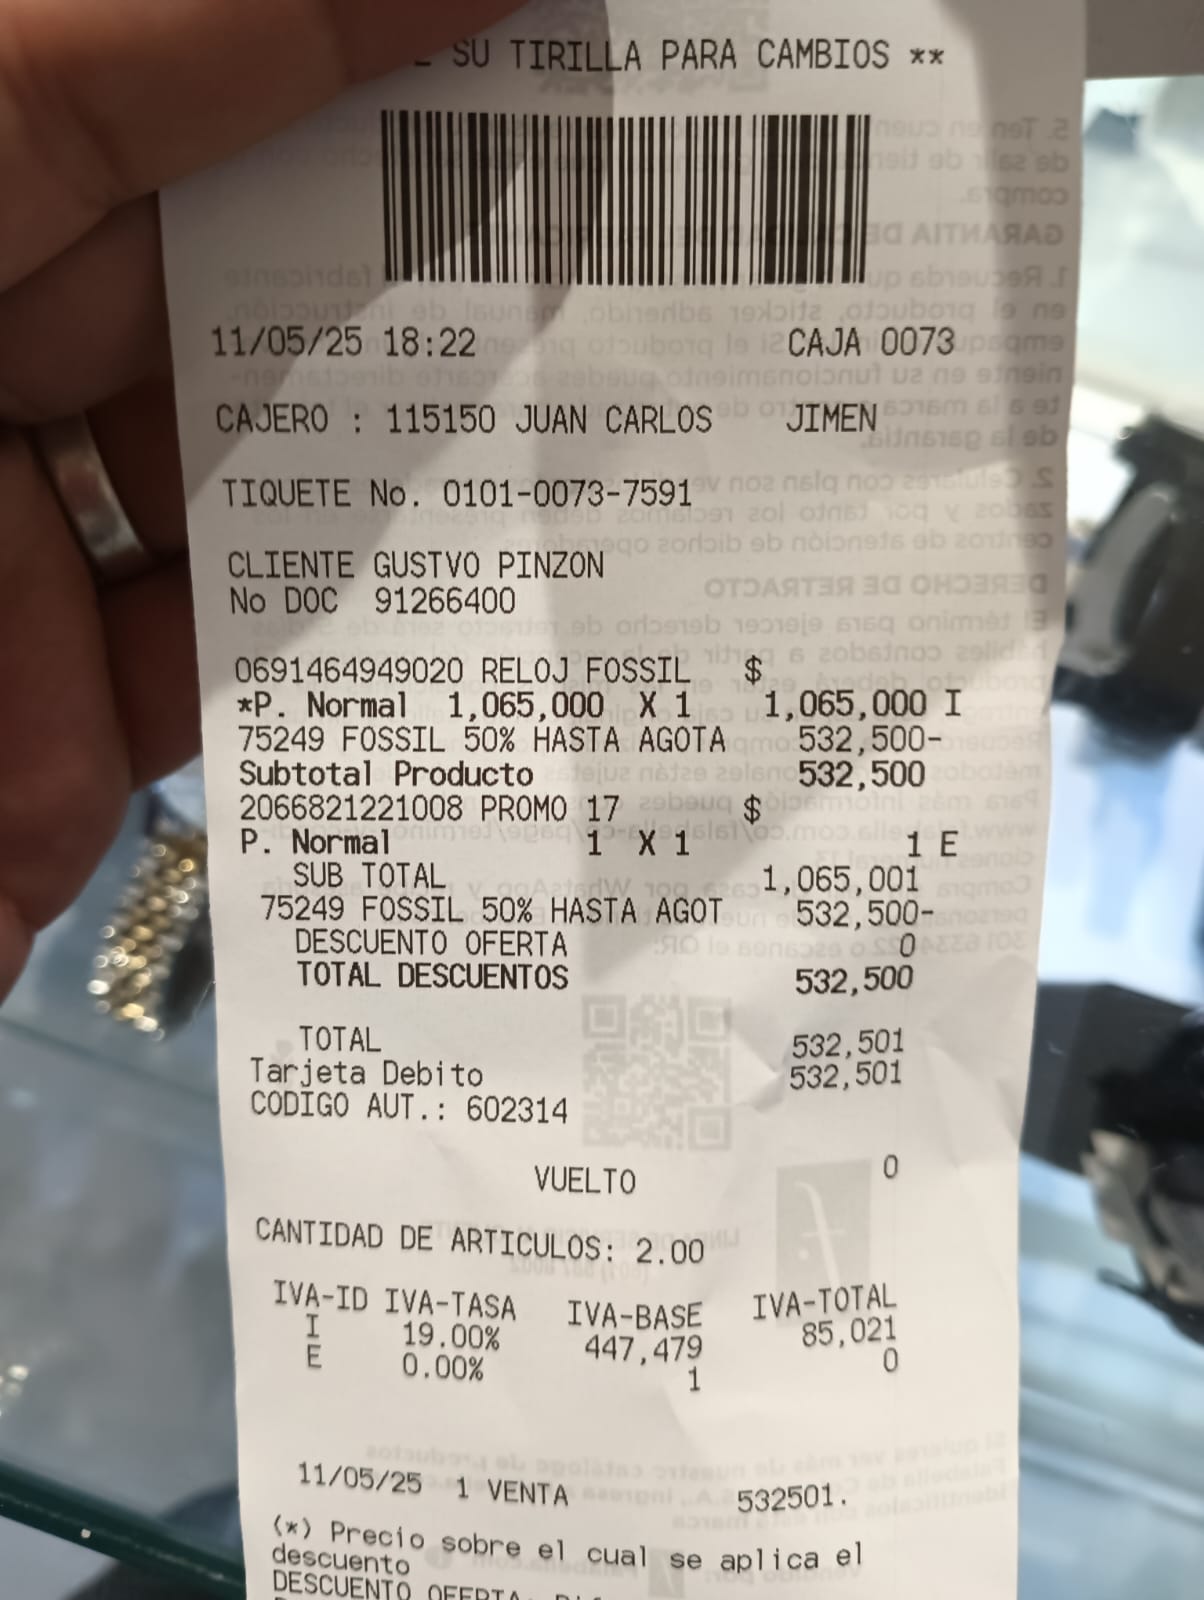 SU TIRILLA PARA CAMBIOS **
11/05/25 18:22 CAJA 0073
CAJERO : 115150 JUAN CARLOS JIMEN
TIQUETE No. 0101-0073-7591
CLIENTE GUSTVO PINZON
No DOC 91266400
0691464949020 RELOJ FOSSIL $
*P. Normal 1,065,000 X 1 1,065,000 I
75249 FOSSIL 50% HASTA AGOTA 532,500-
Subtotal Producto 532,500
2066821221008 PROMO 17 $
P. Normal 1 X 1 1 E
SUB TOTAL 1,065,001
75249 FOSSIL 50% HASTA AGOT 532,500-
DESCUENTO OFERTA 0
TOTAL DESCUENTOS 532,500
TOTAL 532,501
Tarjeta Debito 532,501
CODIGO AUT.: 602314
VUELTO 0
CANTIDAD DE ARTICULOS: 2.00
IVA-ID IVA-TASA IVA-BASE IVA-TOTAL
I 19.00% 447,479 85,021
E 0.00% 1 0
11/05/25 1 VENTA 532501.
(*) Precio sobre el cual se aplica el
descuento
DESCUENTO OFERTA